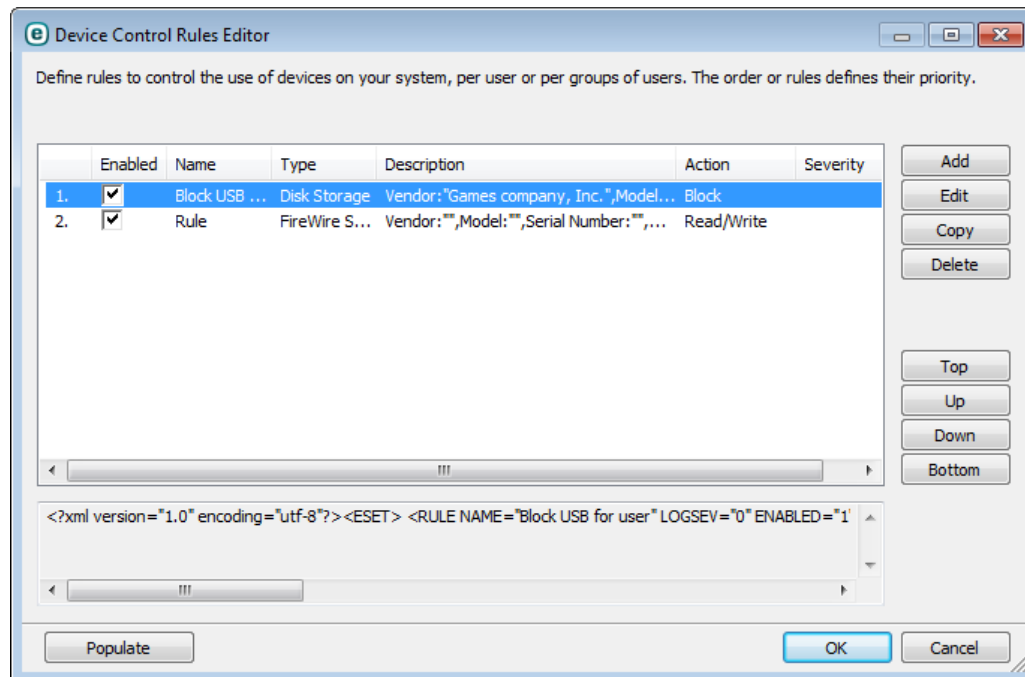 e Device Control Rules Editor
Define rules to control the use of devices on your system, per user or per groups of users. The order or rules defines their priority.
Enabled Name Type Description Action Severity
1. Block USB ... Disk Storage Vendor:"Games company, Inc.",Model... Block
2. Rule FireWire S... Vendor:"",Model:"",Serial Number:"",... Read/Write
Add
Edit
Copy
Delete
Top
Up
Down
Bottom
<?xml version="1.0" encoding="utf-8"?><ESET> <RULE NAME="Block USB for user" LOGSEV="0" ENABLED="1"
Populate OK Cancel